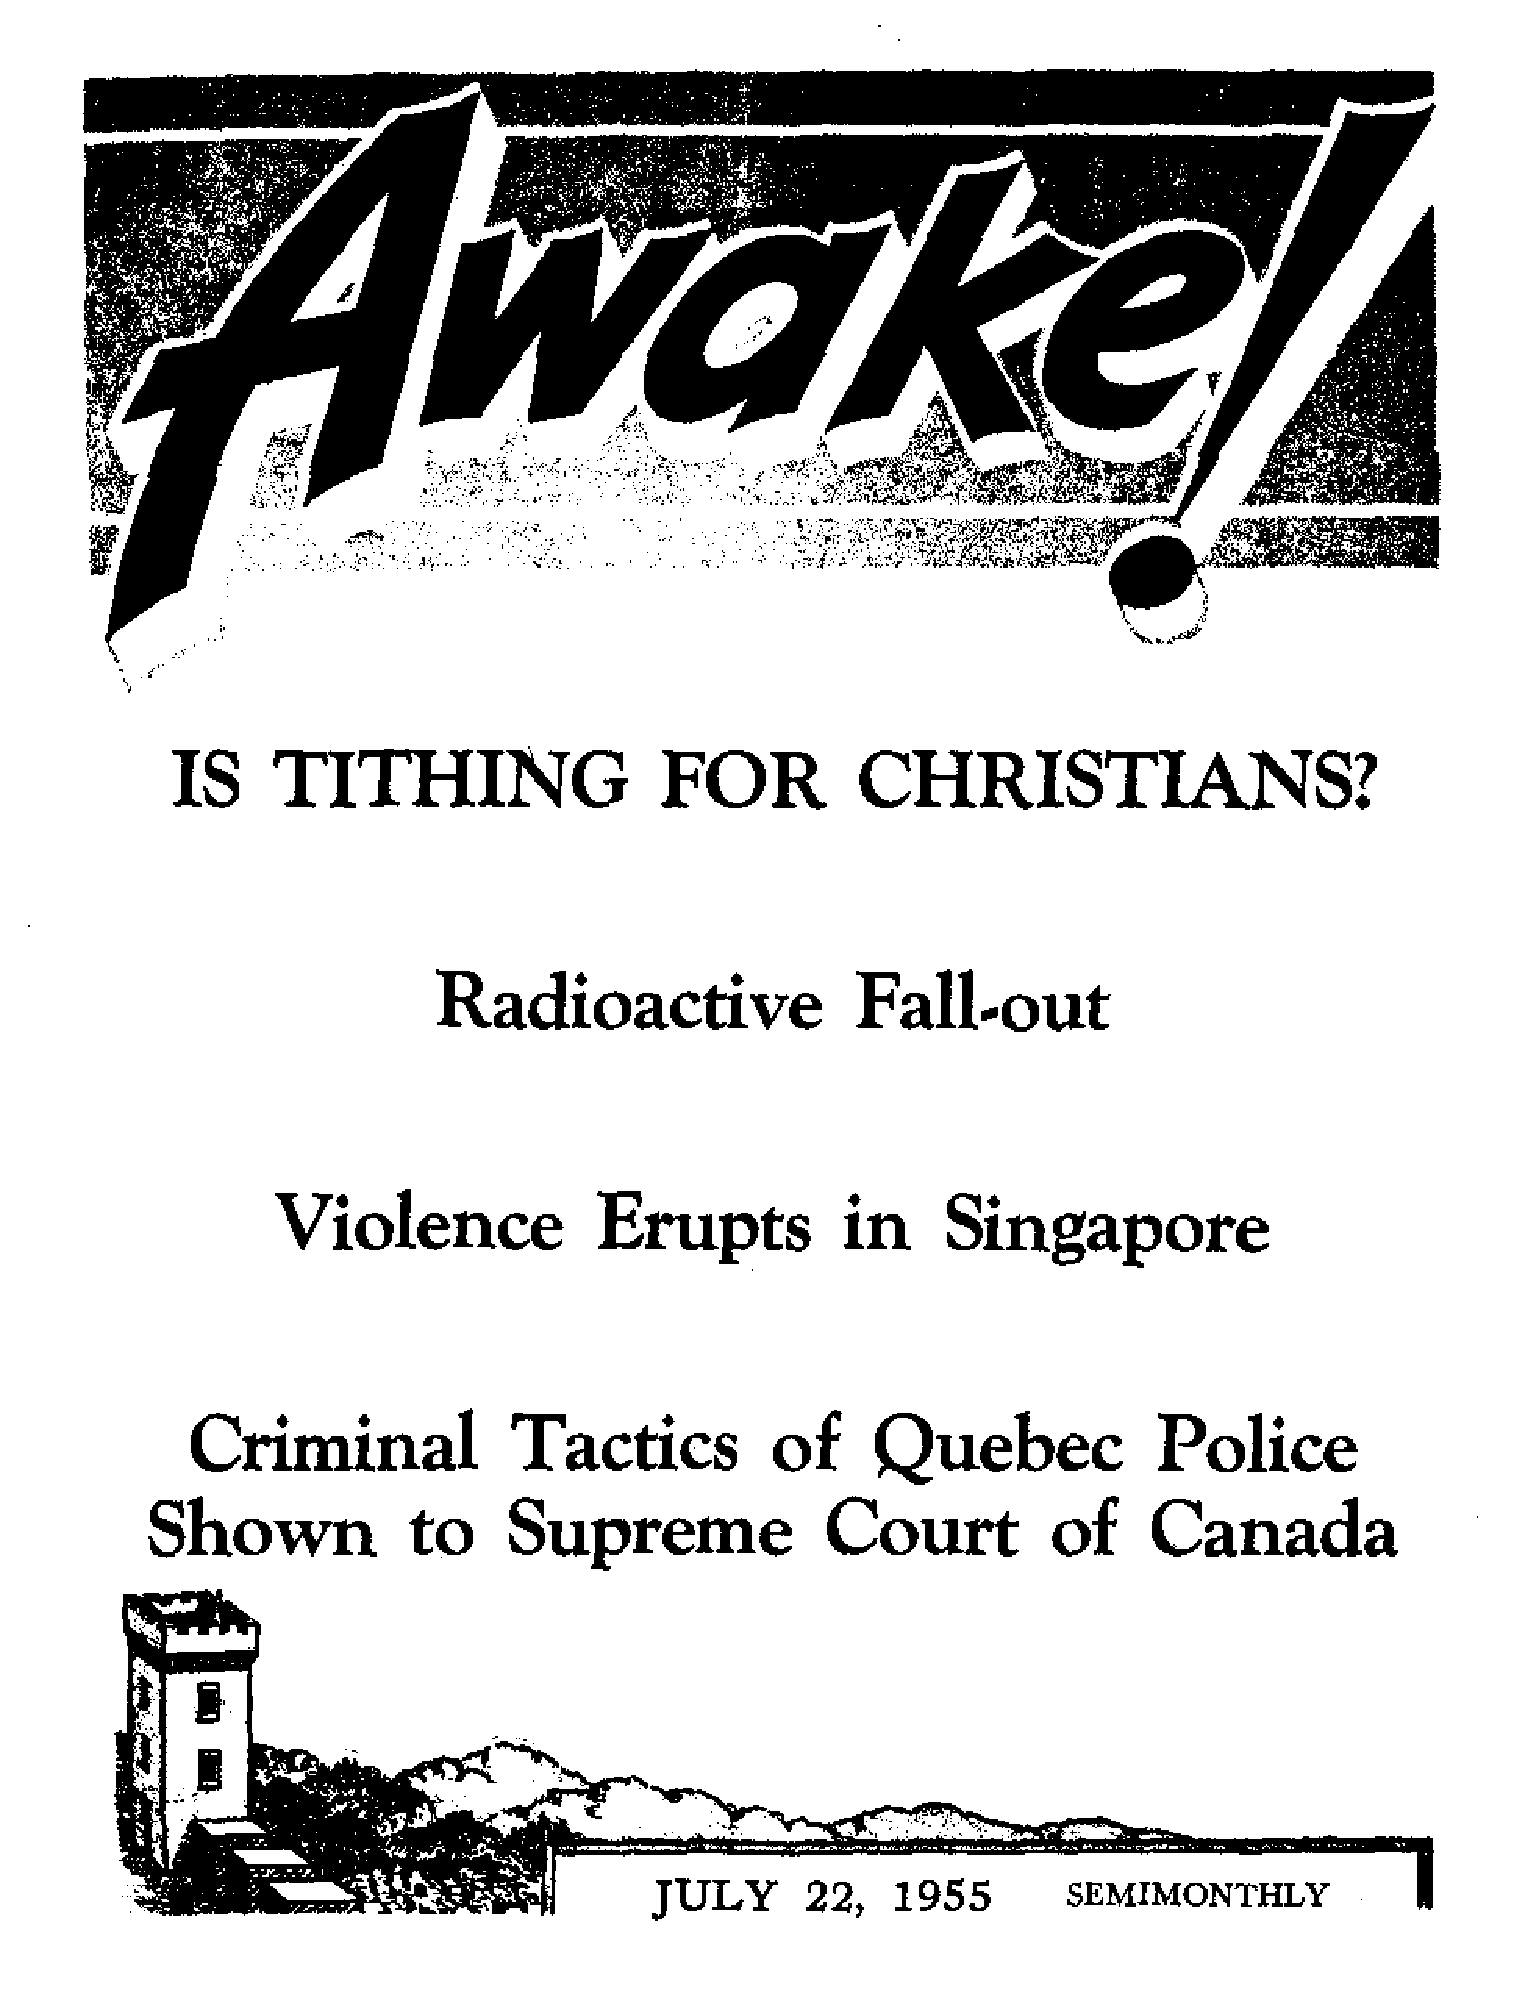 Awake!
IS TITHING FOR CHRISTIANS?
Radioactive Fall-out
Violence Erupts in Singapore
Criminal Tactics of Quebec Police
Shown to Supreme Court of Canada
JULY 22, 1955 SEMIMONTHLY